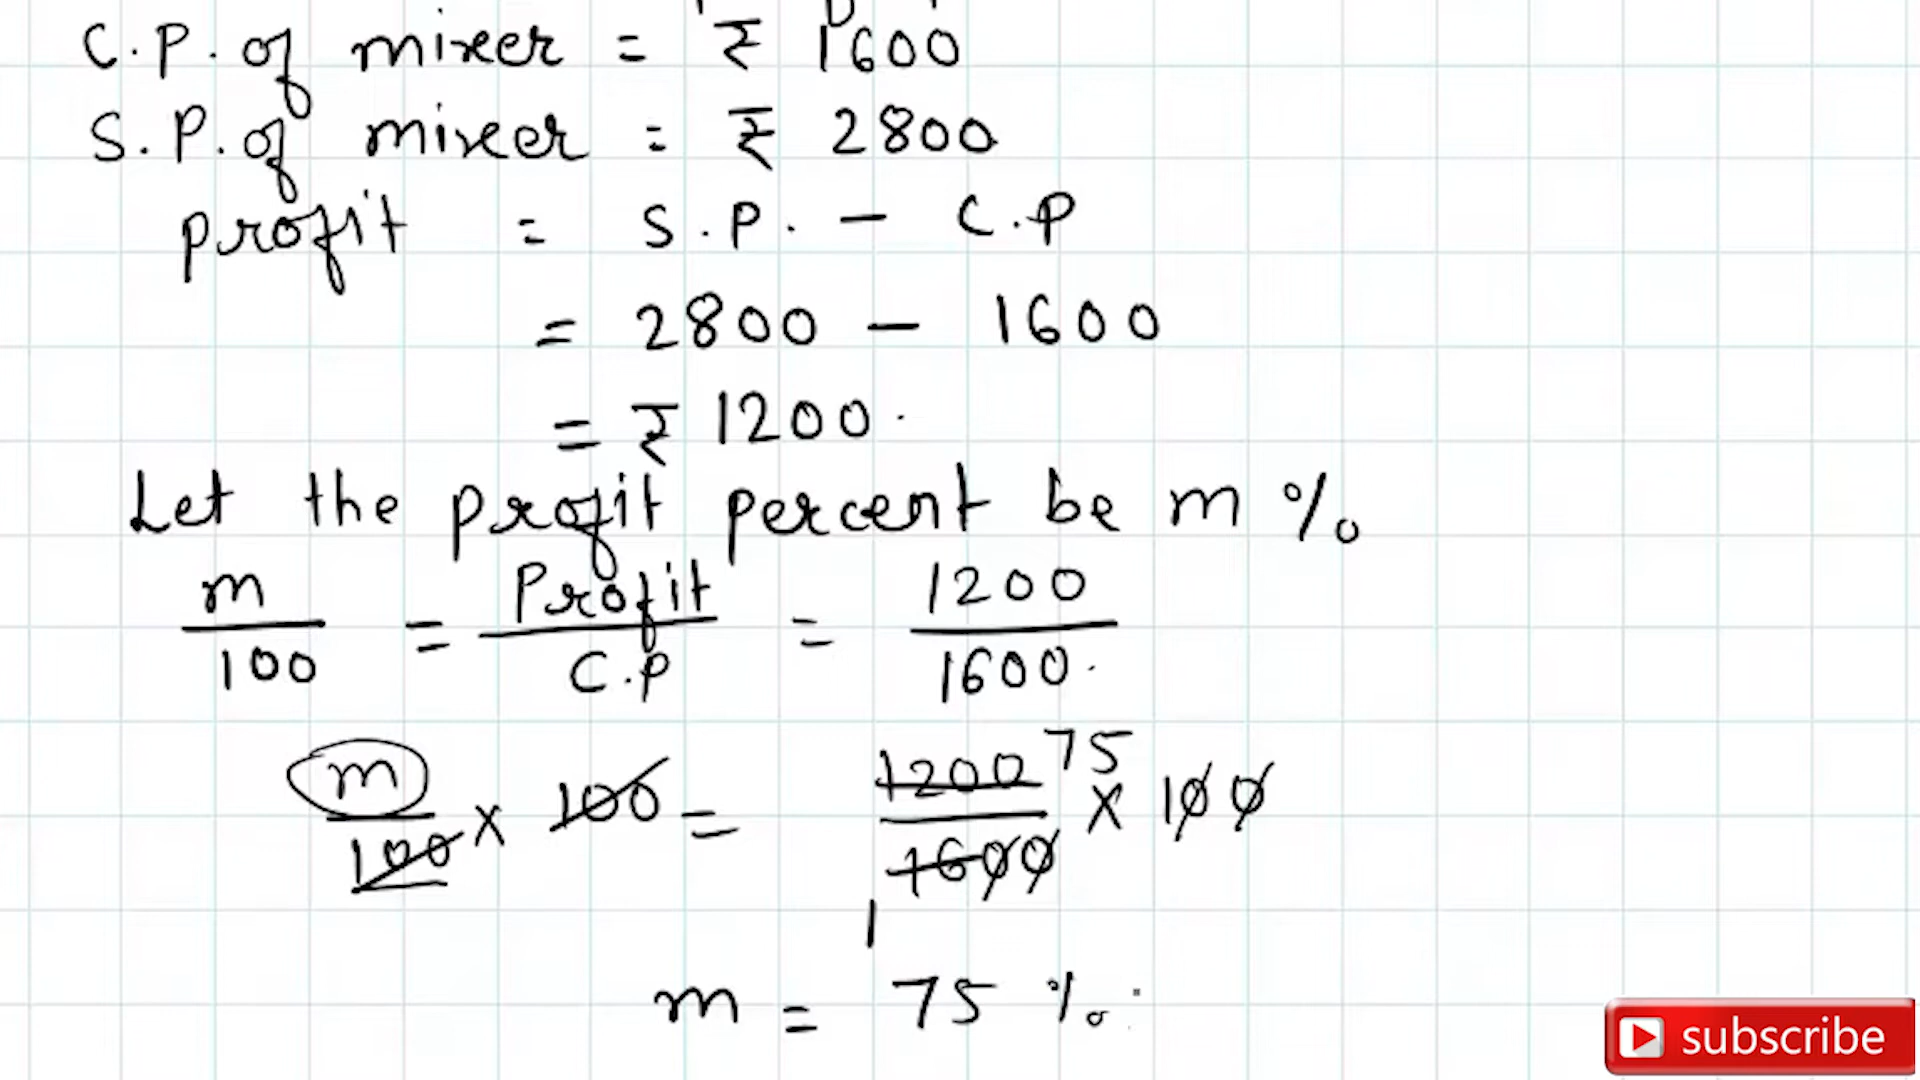 C.P. of mixer = ₹ 1600
S.P. of mixer = ₹ 2800
profit = S.P. - C.P
= 2800 - 1600
= ₹ 1200.
Let the profit percent be m %
m/100 = Profit/C.P = 1200/1600.
m/100 x 100 = 1200/1600 x 100
75
1
m = 75 %
subscribe